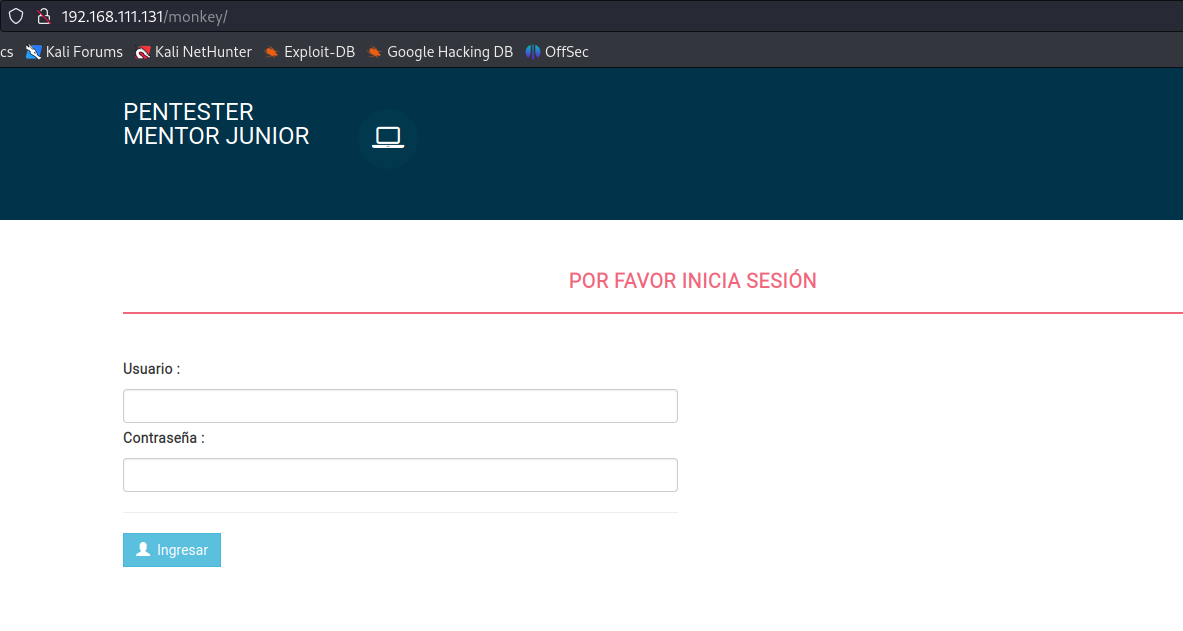 192.168.111.131/monkey/
cs Kali Forums Kali NetHunter Exploit-DB Google Hacking DB OffSec
PENTESTER
MENTOR JUNIOR
POR FAVOR INICIA SESIÓN
Usuario :
Contraseña :
Ingresar